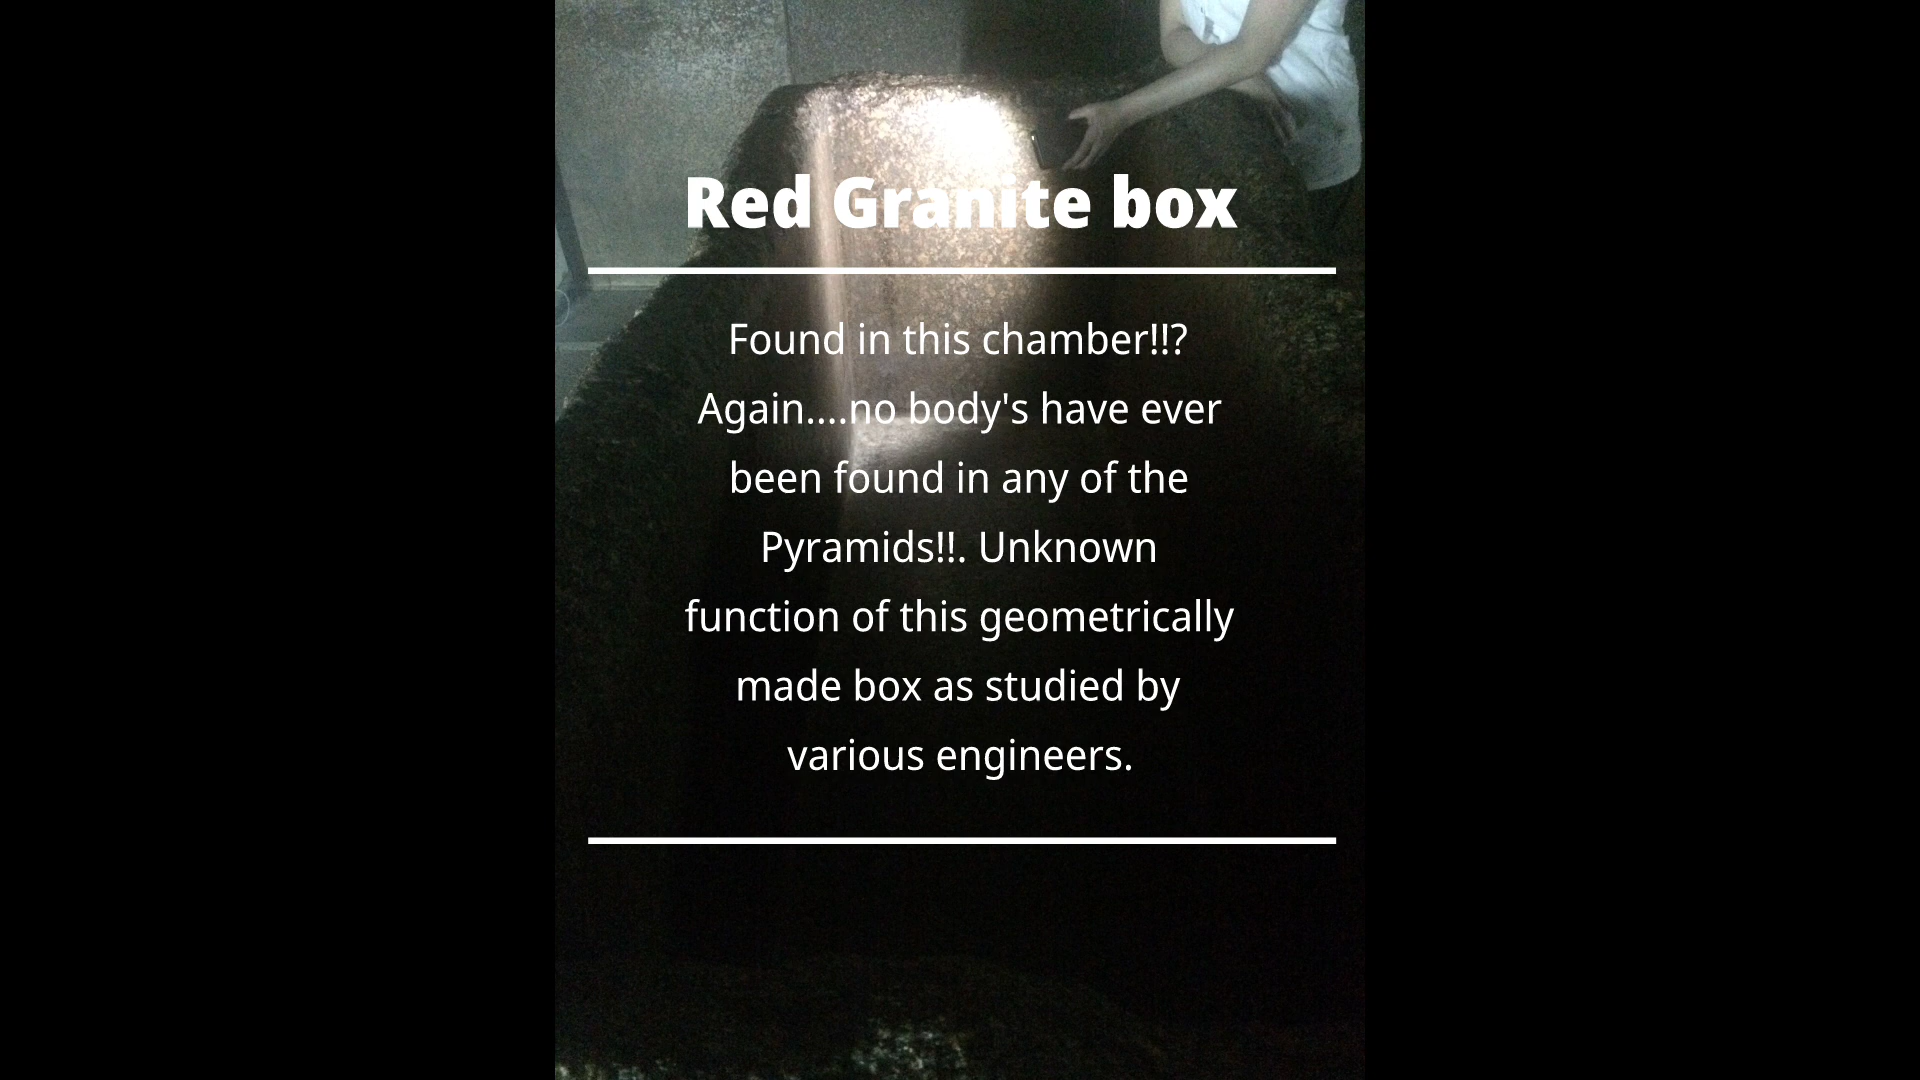 Red Granite box
Found in this chamber!!?
Again....no body's have ever
been found in any of the
Pyramids!!. Unknown
function of this geometrically
made box as studied by
various engineers.